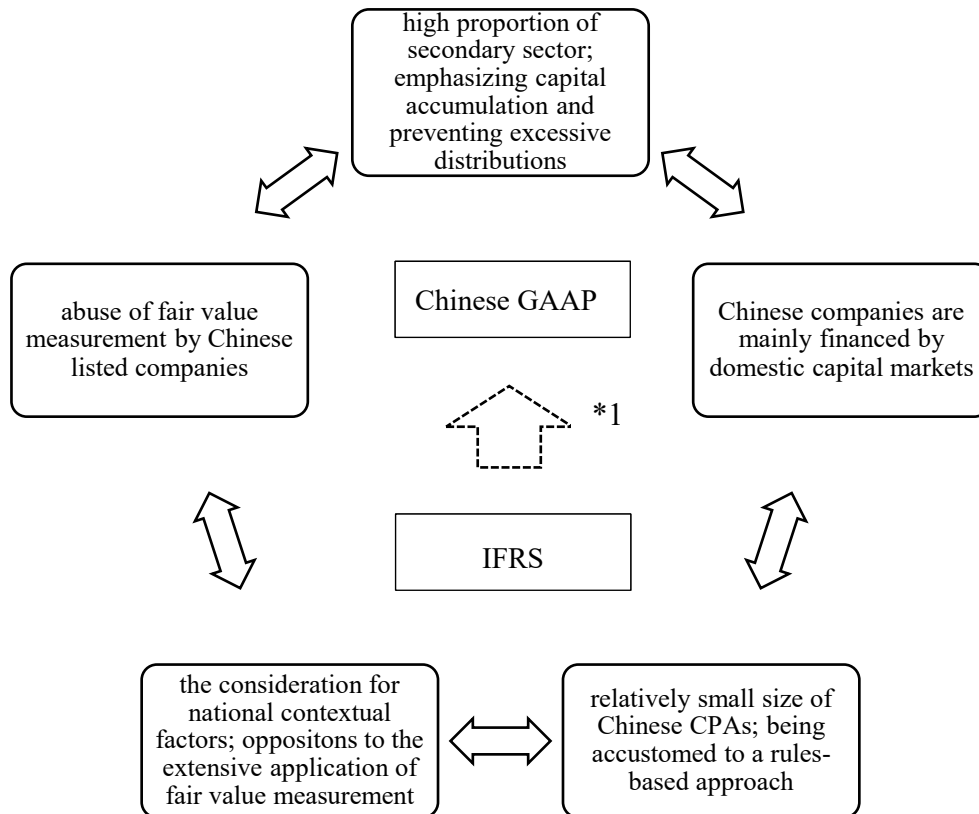 high proportion of
secondary sector;
emphasizing capital
accumulation and
preventing excessive
distributions
abuse of fair value
measurement by Chinese
listed companies
Chinese GAAP
Chinese companies are
mainly financed by
domestic capital markets
*1
IFRS
the consideration for
national contextual
factors; oppositons to the
extensive application of
fair value measurement
relatively small size of
Chinese CPAs; being
accustomed to a rules-
based approach